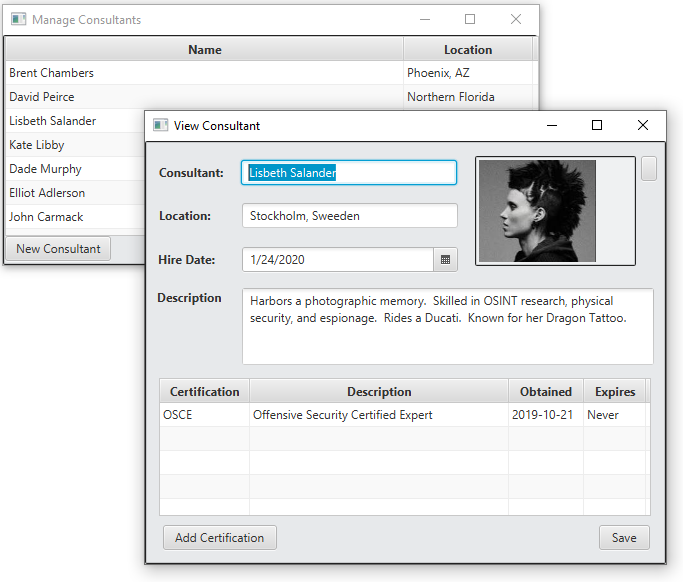 Manage Consultants
Name Location
Brent Chambers Phoenix, AZ
David Peirce Northern Florida
Lisbeth Salander
Kate Libby
Dade Murphy
Elliot Adlerson
John Carmack
New Consultant
View Consultant
Consultant: Lisbeth Salander
Location: Stockholm, Sweeden
Hire Date: 1/24/2020
Description Harbors a photographic memory.  Skilled in OSINT research, physical
security, and espionage.  Rides a Ducati.  Known for her Dragon Tattoo.
Certification Description Obtained Expires
OSCE Offensive Security Certified Expert 2019-10-21 Never
Add Certification Save